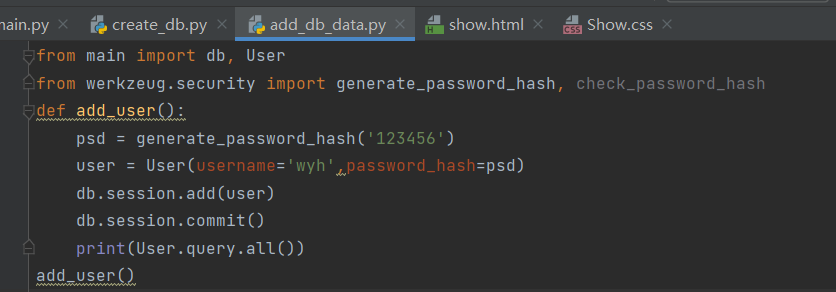 main.py create_db.py add_db_data.py show.html Show.css
from main import db, User
from werkzeug.security import generate_password_hash, check_password_hash
def add_user():
psd = generate_password_hash('123456')
user = User(username='wyh',password_hash=psd)
db.session.add(user)
db.session.commit()
print(User.query.all())
add_user()